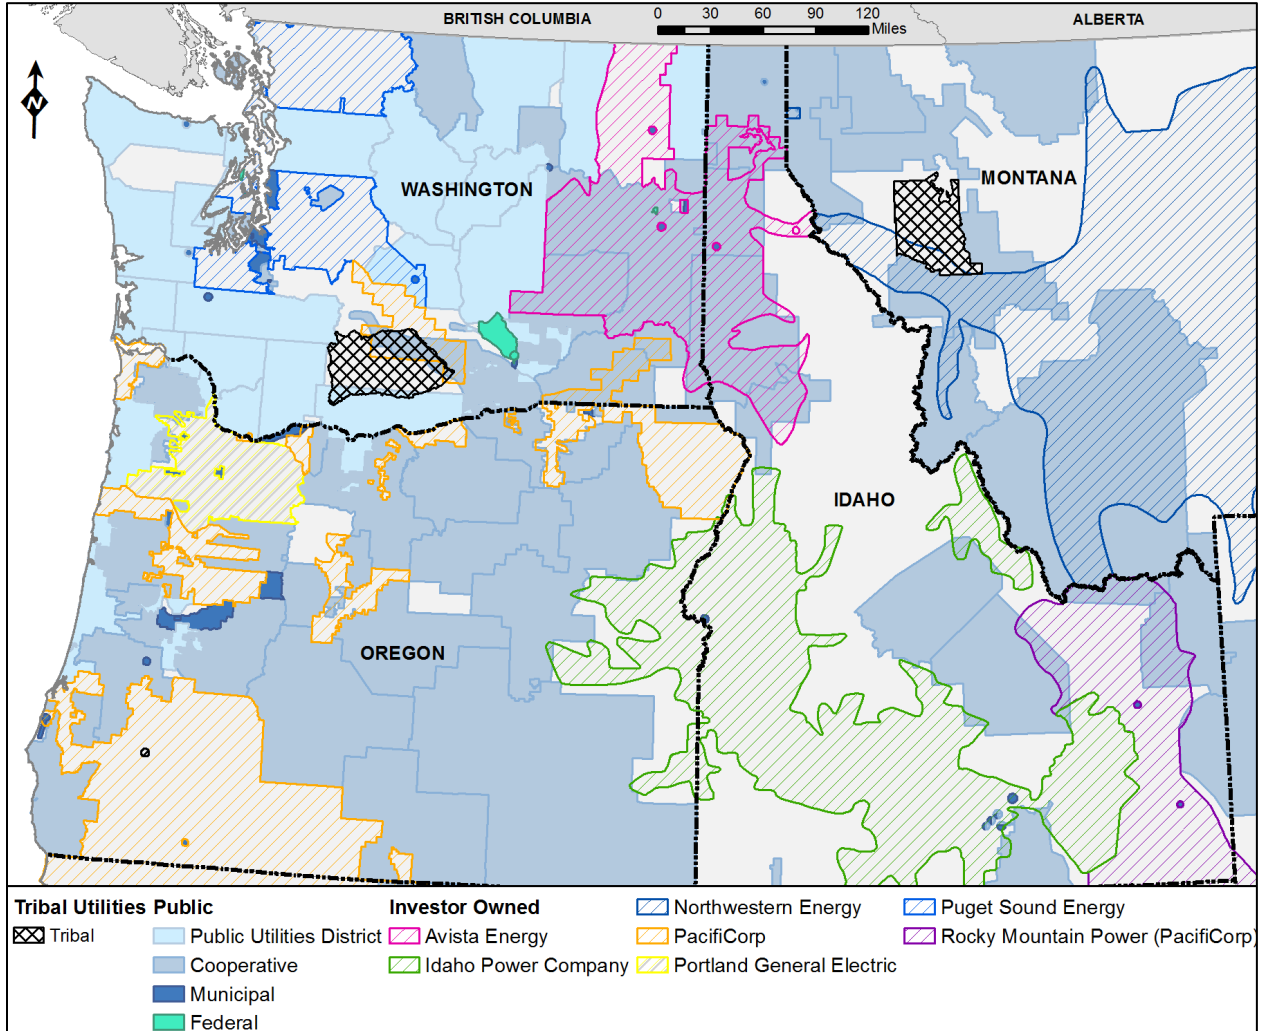 BRITISH COLUMBIA
0 30 60 90 120
Miles
ALBERTA
N
WASHINGTON
MONTANA
IDAHO
OREGON
Tribal Utilities
Tribal
Public
Public Utilities District
Cooperative
Municipal
Federal
Investor Owned
Avista Energy
Idaho Power Company
Northwestern Energy
PacifiCorp
Portland General Electric
Puget Sound Energy
Rocky Mountain Power (PacifiCorp)